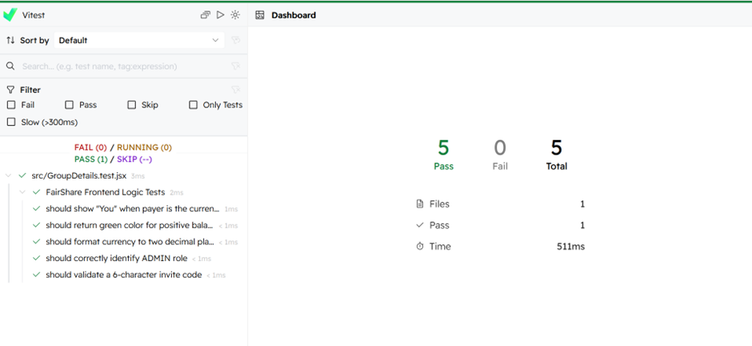 Vitest
Sort by Default
Search... (e.g. test name, tag:expression)
Filter
Fail Pass Skip Only Tests
Slow (>300ms)
FAIL (0) / RUNNING (0)
PASS (1) / SKIP (--)
src/GroupDetails.test.jsx 3ms
FairShare Frontend Logic Tests 2ms
should show "You" when payer is the curren... 1ms
should return green color for positive bala... < 1ms
should format currency to two decimal pla... < 1ms
should correctly identify ADMIN role < 1ms
should validate a 6-character invite code < 1ms
Dashboard
5 0 5
Pass Fail Total
Files 1
Pass 1
Time 511ms